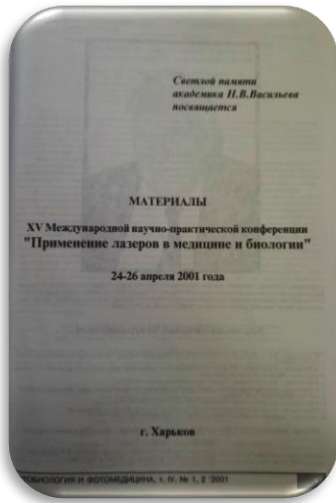 Светлой памяти
академика Н.В.Васильева
посвящается
МАТЕРИАЛЫ
XV Международной научно-практической конференции
"Применение лазеров в медицине и биологии"
24-26 апреля 2001 года
г. Харьков
ОБИОЛОГИЯ И ФОТОМЕДИЦИНА, т. IV, № 1, 2 '2001